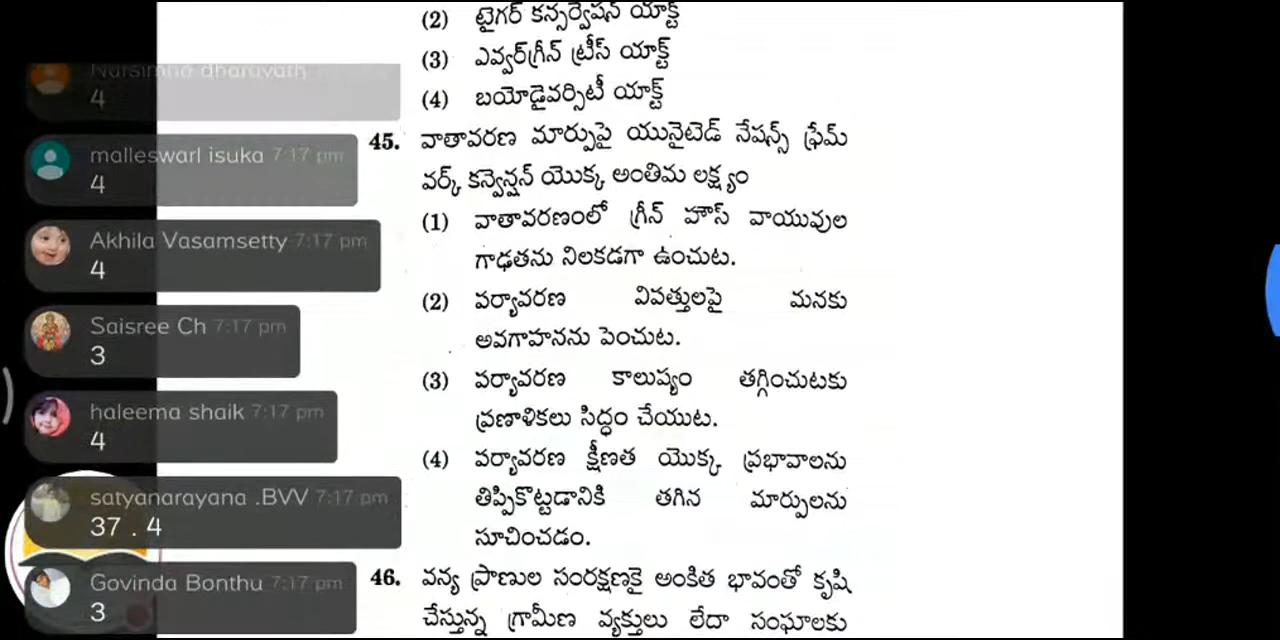 Narsimha dharavath
4
malleswarl isuka 7:17 pm
4
Akhila Vasamsetty 7:17 pm
4
Saisree Ch 7:17 pm
3
haleema shaik 7:17 pm
4
satyanarayana .BVV 7:17 pm
37 . 4
Govinda Bonthu 7:17 pm
3
(2) టైగర్ కన్సర్వేషన్ యాక్ట్
(3) ఎవ్వర్‌గ్రీన్ ట్రీస్ యాక్ట్
(4) బయోడైవర్సిటీ యాక్ట్
45. వాతావరణ మార్పుపై యునైటెడ్ నేషన్స్ ఫ్రేమ్
వర్క్ కన్వెన్షన్ యొక్క అంతిమ లక్ష్యం
(1) వాతావరణంలో గ్రీన్ హౌస్ వాయువుల
గాఢతను నిలకడగా ఉంచుట.
(2) పర్యావరణ విపత్తులపై మనకు
అవగాహనను పెంచుట.
(3) పర్యావరణ కాలుష్యం తగ్గించుటకు
ప్రణాళికలు సిద్ధం చేయుట.
(4) పర్యావరణ క్షీణత యొక్క ప్రభావాలను
తిప్పికొట్టడానికి తగిన మార్పులను
సూచించడం.
46. వన్య ప్రాణుల సంరక్షణకై అంకిత భావంతో కృషి
చేస్తున్న గ్రామీణ వ్యక్తులు లేదా సంఘాలకు